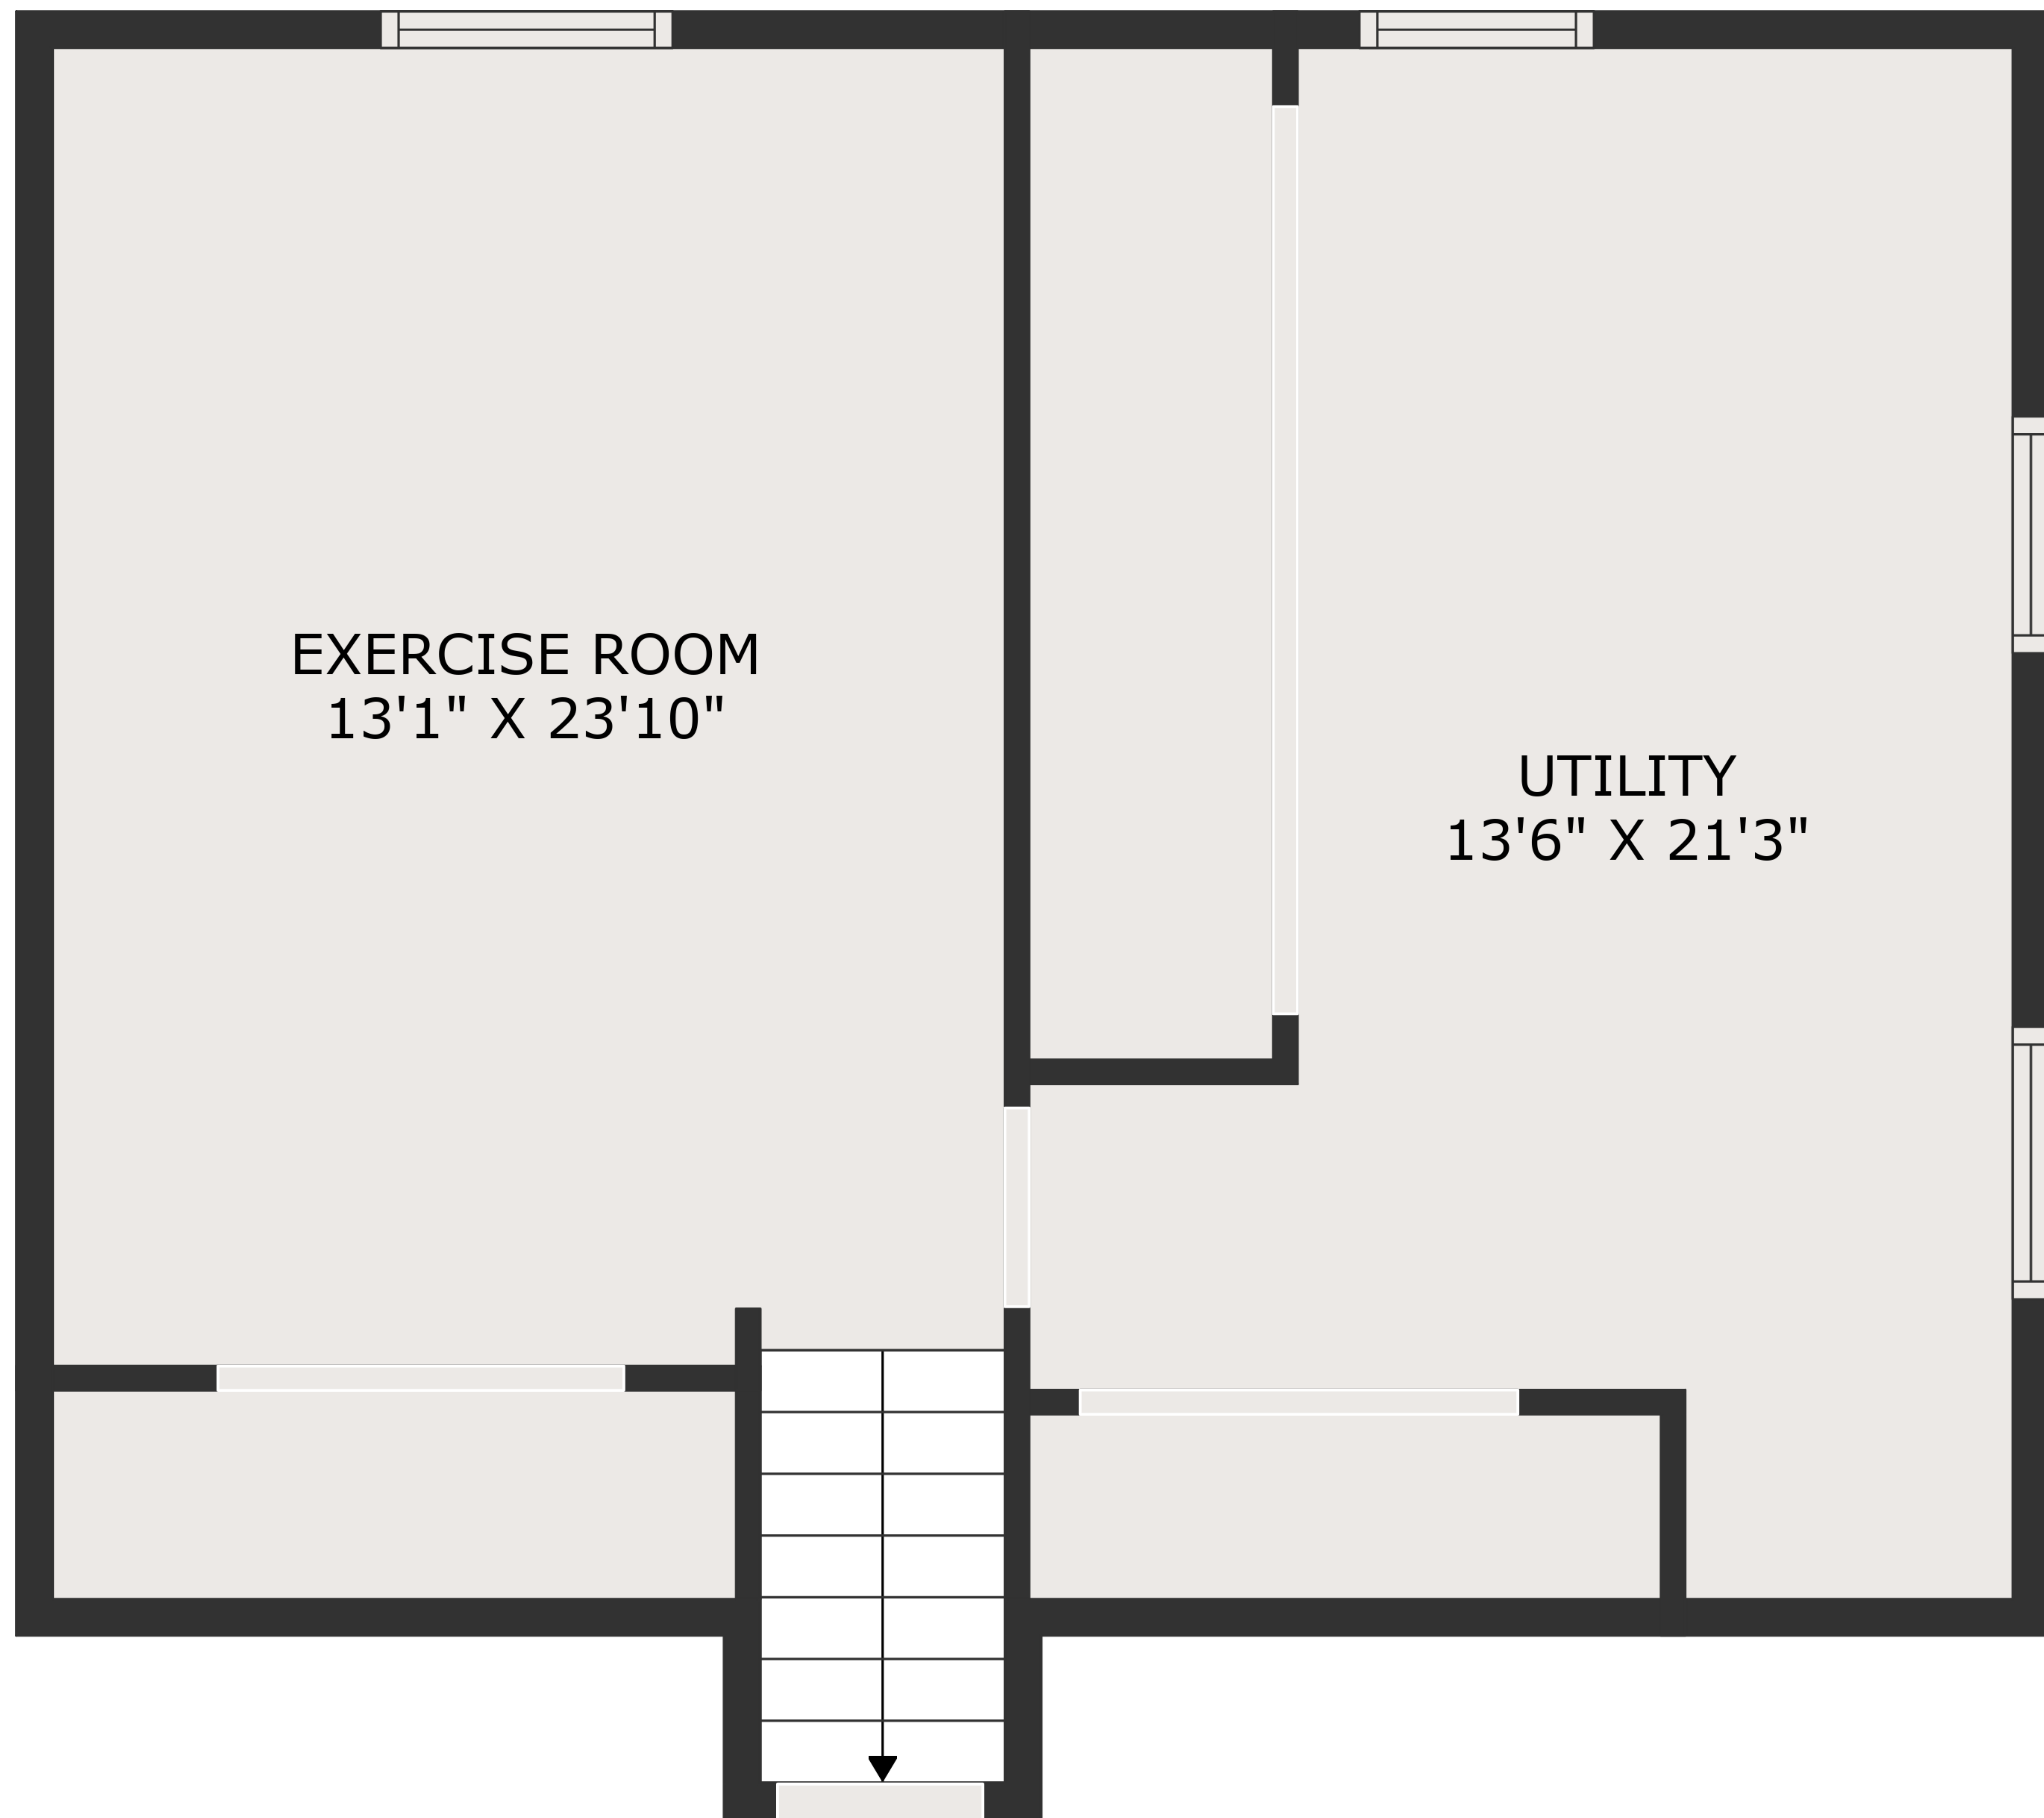 EXERCISE ROOM
13'1" X 23'10"
UTILITY
13'6" X 21'3"